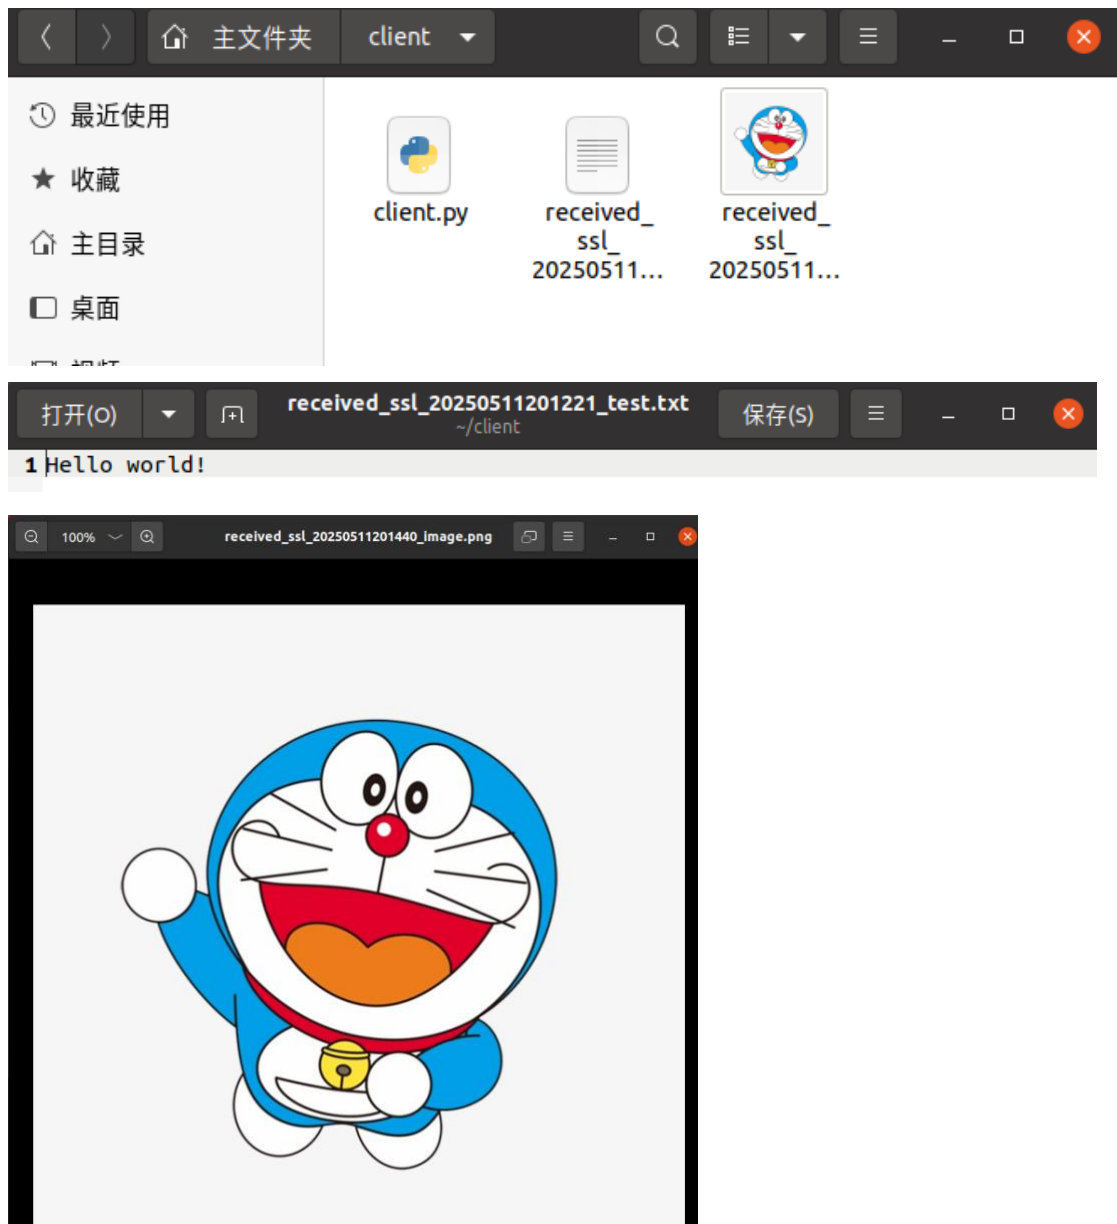 主文件夹 client
最近使用
收藏
主目录
桌面
client.py
received_
ssl_
20250511...
received_
ssl_
20250511...
打开(O)
received_ssl_20250511201221_test.txt
~/client
保存(S)
1 Hello world!
100%
received_ssl_20250511201440_image.png